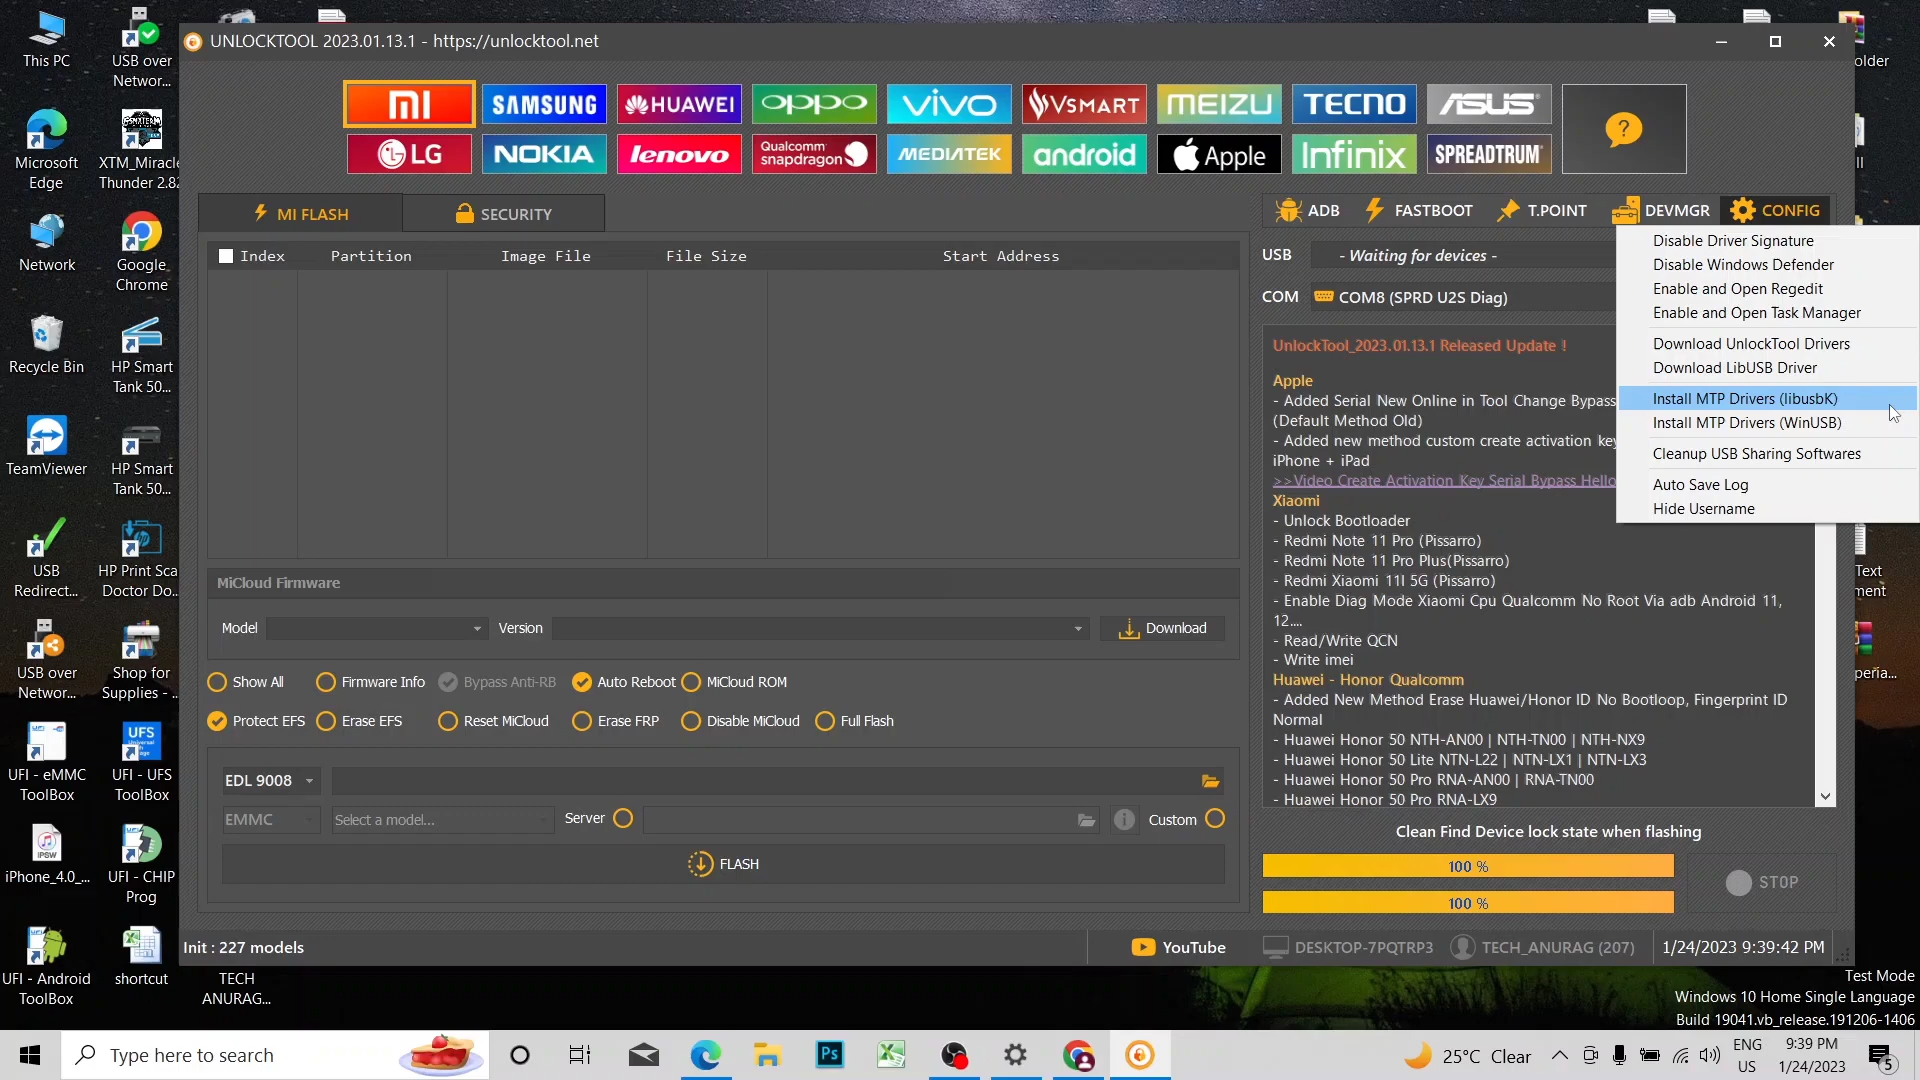 This PC
USB over
Networ...
Microsoft
Edge
XTM_Miracle
Thunder 2.82
Network
Google
Chrome
Recycle Bin
HP Smart
Tank 50...
TeamViewer
HP Smart
Tank 50...
USB
Redirect...
HP Print Sca
Doctor Do...
USB over
Networ...
Shop for
Supplies - ...
UFI - eMMC
ToolBox
UFS
UFI - UFS
ToolBox
IPSW
iPhone_4.0_...
UFI - CHIP
Prog
UFI - Android
ToolBox
shortcut
TECH
ANURAG...
UNLOCKTOOL 2023.01.13.1 - https://unlocktool.net
MI
SAMSUNG
HUAWEI
oppo
vivo
VSMART
MEIZU
TECNO
ASUS
LG
NOKIA
lenovo
Qualcomm
snapdragon
MEDIATEK
android
Apple
Infinix
SPREADTRUM
?
MI FLASH
SECURITY
ADB
FASTBOOT
T.POINT
DEVMGR
CONFIG
Index
Partition
Image File
File Size
Start Address
USB
- Waiting for devices -
COM
COM8 (SPRD U2S Diag)
Disable Driver Signature
Disable Windows Defender
Enable and Open Regedit
Enable and Open Task Manager
Download UnlockTool Drivers
Download LibUSB Driver
Install MTP Drivers (libusbK)
Install MTP Drivers (WinUSB)
Cleanup USB Sharing Softwares
Auto Save Log
Hide Username
UnlockTool_2023.01.13.1 Released Update !
Apple
- Added Serial New Online in Tool Change Bypass
(Default Method Old)
- Added new method custom create activation key
iPhone + iPad
>>Video Create Activation Key Serial Bypass Hello
Xiaomi
- Unlock Bootloader
- Redmi Note 11 Pro (Pissarro)
- Redmi Note 11 Pro Plus(Pissarro)
- Redmi Xiaomi 11I 5G (Pissarro)
- Enable Diag Mode Xiaomi Cpu Qualcomm No Root Via adb Android 11,
12....
- Read/Write QCN
- Write imei
Huawei - Honor Qualcomm
- Added New Method Erase Huawei/Honor ID No Bootloop, Fingerprint ID
Normal
- Huawei Honor 50 NTH-AN00 | NTH-TN00 | NTH-NX9
- Huawei Honor 50 Lite NTN-L22 | NTN-LX1 | NTN-LX3
- Huawei Honor 50 Pro RNA-AN00 | RNA-TN00
- Huawei Honor 50 Pro RNA-LX9
MiCloud Firmware
Model
Version
Download
Show All
Firmware Info
Bypass Anti-RB
Auto Reboot
MiCloud ROM
Protect EFS
Erase EFS
Reset MiCloud
Erase FRP
Disable MiCloud
Full Flash
EDL 9008
EMMC
Select a model...
Server
Custom
FLASH
Clean Find Device lock state when flashing
100 %
100 %
STOP
Init : 227 models
YouTube
DESKTOP-7PQTRP3
TECH_ANURAG (207)
1/24/2023 9:39:42 PM
older
ll
Text
ment
peria...
Test Mode
Windows 10 Home Single Language
Build 19041.vb_release.191206-1406
Type here to search
Ps
25°C Clear
ENG
US
9:39 PM
1/24/2023
5